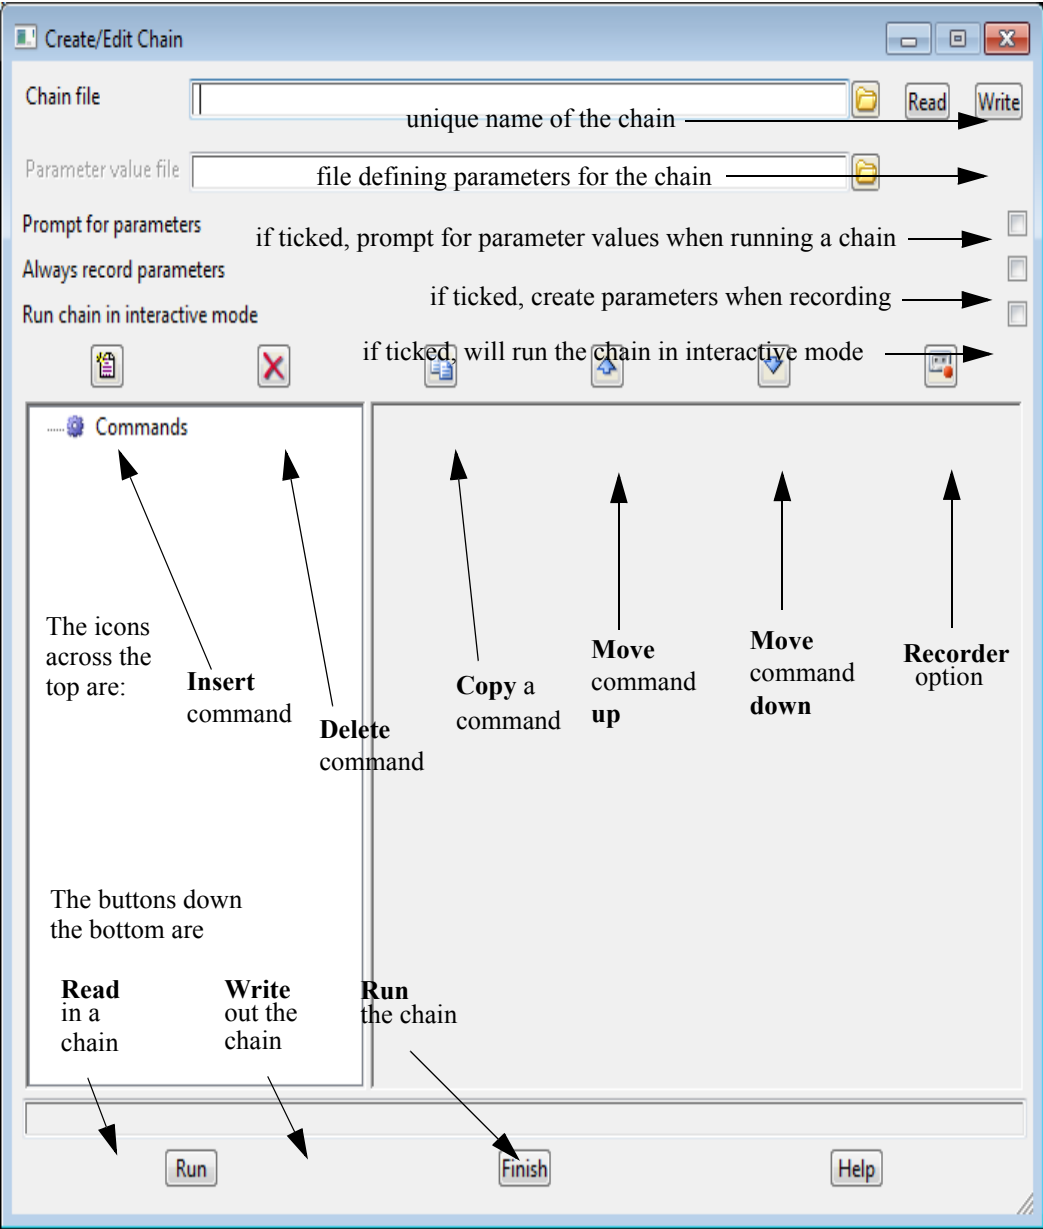 Create/Edit Chain
Chain file
Read
Write
unique name of the chain
Parameter value file
file defining parameters for the chain
Prompt for parameters
if ticked, prompt for parameter values when running a chain
Always record parameters
if ticked, create parameters when recording
Run chain in interactive mode
if ticked, will run the chain in interactive mode
Commands
The icons
across the
top are:
Insert
command
Delete
command
Copy a
command
Move
command
up
Move
command
down
Recorder
option
The buttons down
the bottom are
Read
in a
chain
Write
out the
chain
Run
the chain
Run
Finish
Help